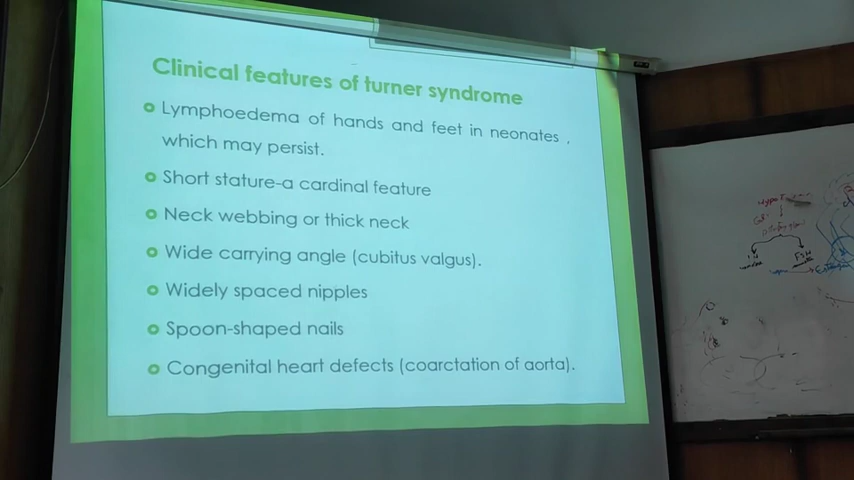 Clinical features of turner syndrome
Lymphoedema of hands and feet in neonates ,
which may persist.
Short stature-a cardinal feature
Neck webbing or thick neck
Wide carrying angle (cubitus valgus).
Widely spaced nipples
Spoon-shaped nails
Congenital heart defects (coarctation of aorta).
FSH